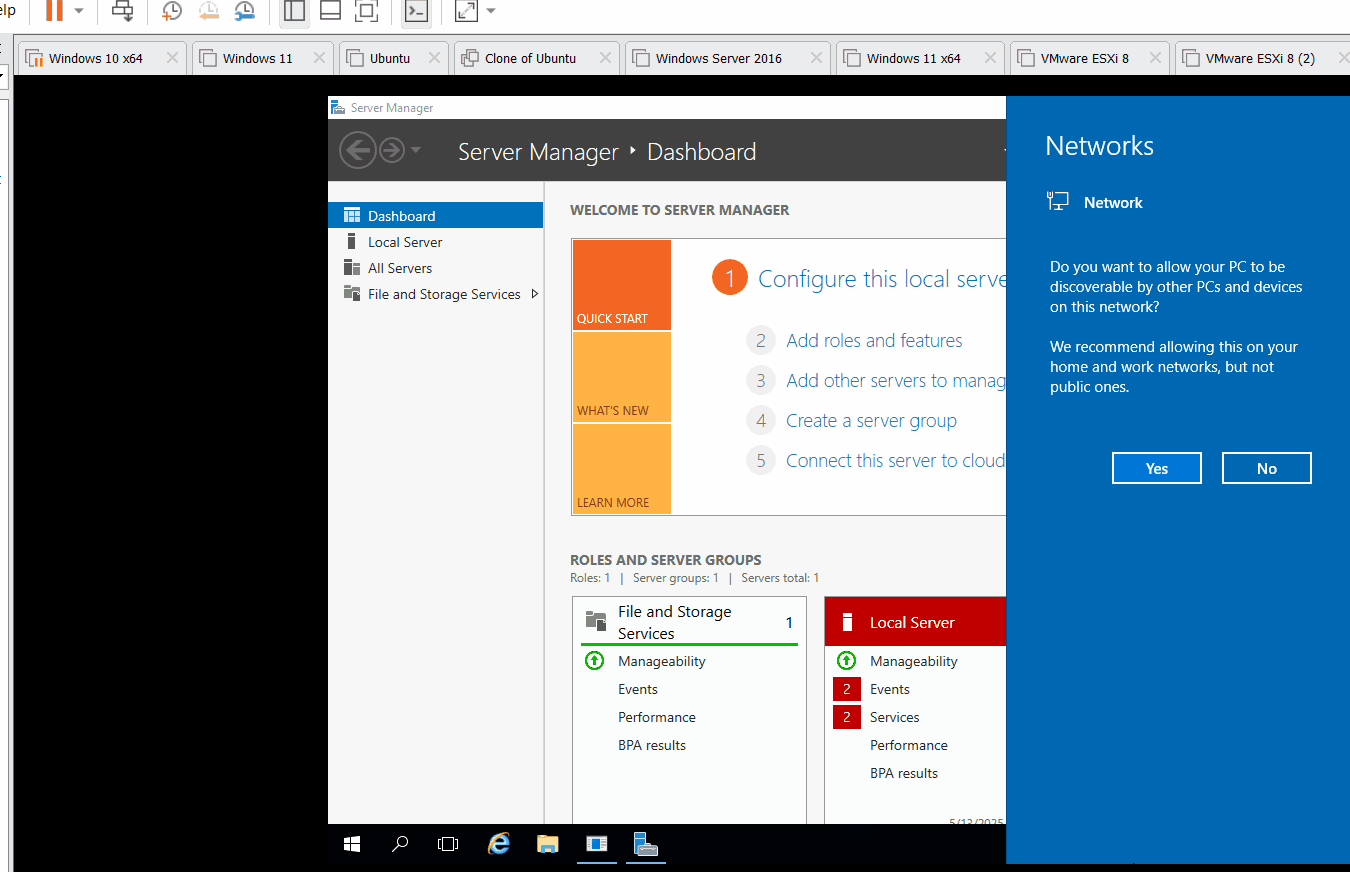 elp
Windows 10 x64
Windows 11
Ubuntu
Clone of Ubuntu
Windows Server 2016
Windows 11 x64
VMware ESXi 8
VMware ESXi 8 (2)
Server Manager
Server Manager ‣ Dashboard
Dashboard
Local Server
All Servers
File and Storage Services
WELCOME TO SERVER MANAGER
QUICK START
WHAT'S NEW
LEARN MORE
1 Configure this local serve
2 Add roles and features
3 Add other servers to manag
4 Create a server group
5 Connect this server to cloud
ROLES AND SERVER GROUPS
Roles: 1 | Server groups: 1 | Servers total: 1
File and Storage
Services
1
Manageability
Events
Performance
BPA results
Local Server
Manageability
2 Events
2 Services
Performance
BPA results
5/13/2025
Networks
Network
Do you want to allow your PC to be
discoverable by other PCs and devices
on this network?
We recommend allowing this on your
home and work networks, but not
public ones.
Yes
No